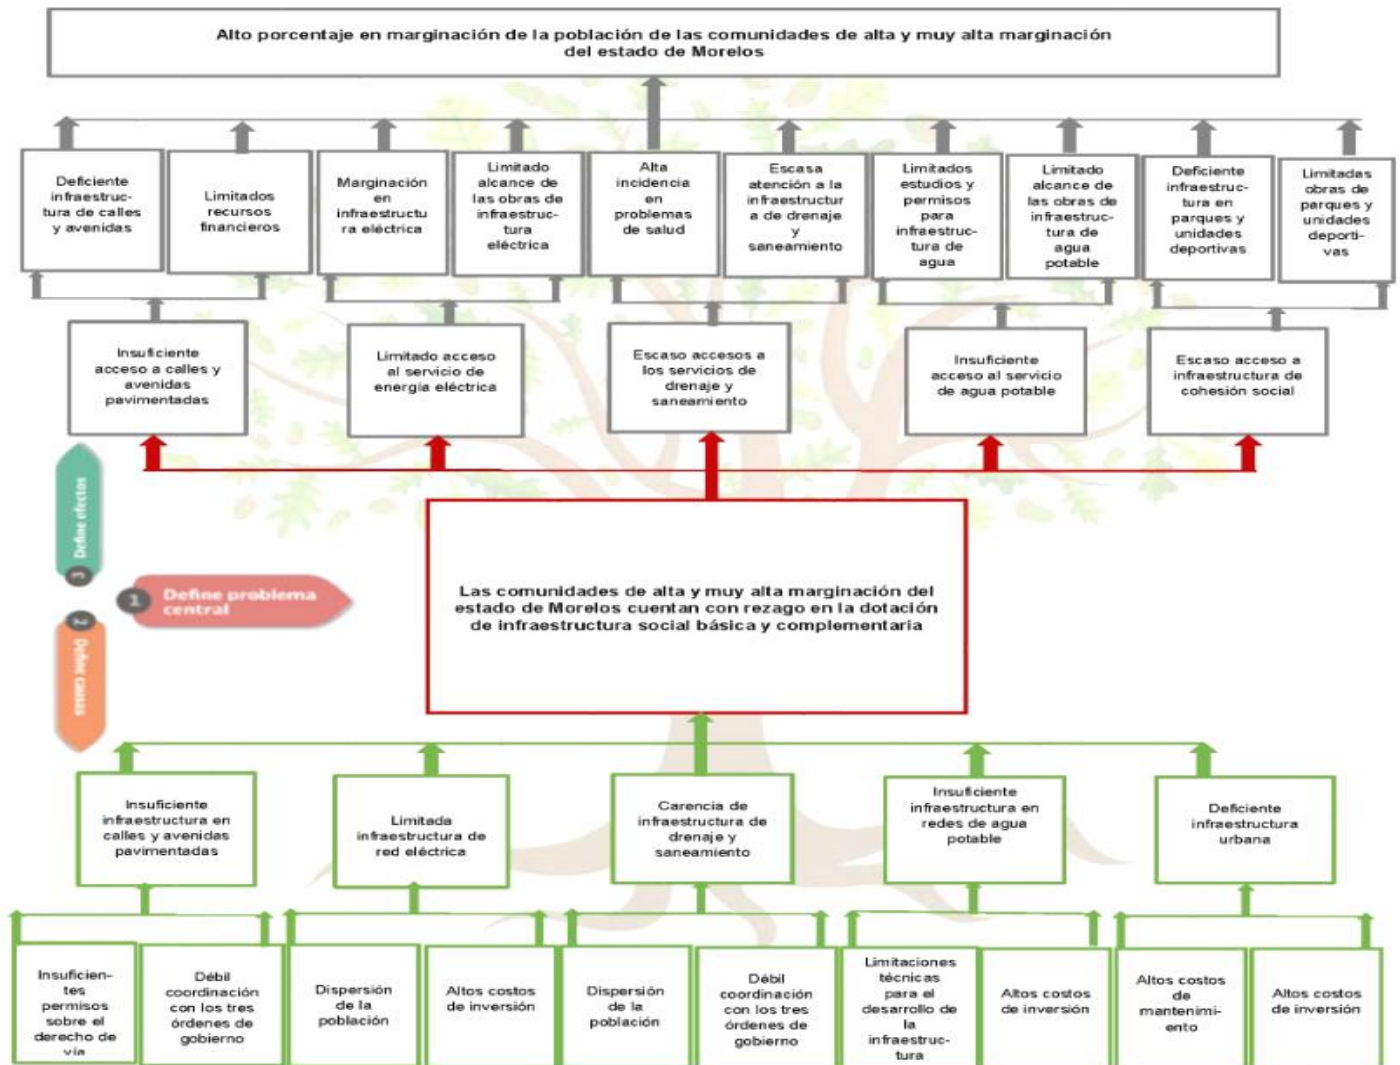 Alto porcentaje en marginación de la población de las comunidades de alta y muy alta marginación
del estado de Morelos
Deficiente
infraestruc-
tura de calles
y avenidas
Limitados
recursos
financieros
Marginación
en
infraestructu
ra eléctrica
Limitado
alcance de
las obras de
infraestruc-
tura
eléctrica
Alta
incidencia
en
problemas
de salud
Escasa
atención a la
infraestructur
a de drenaje
y
saneamiento
Limitados
estudios y
permisos
para
infraestruc-
tura de
agua
Limitado
alcance de
las obras de
infraestruc-
tura de
agua
potable
Deficiente
infraestruc-
tura en
parques y
unidades
deportivas
Limitadas
obras de
parques y
unidades
deporti-
vas
Insuficiente
acceso a calles y
avenidas
pavimentadas
Limitado acceso
al servicio de
energía eléctrica
Escaso accesos a
los servicios de
drenaje y
saneamiento
Insuficiente
acceso al servicio
de agua potable
Escaso acceso a
infraestructura de
cohesión social
3 Define efectos
1 Define problema
central
2 Define causas
Las comunidades de alta y muy alta marginación del
estado de Morelos cuentan con rezago en la dotación
de infraestructura social básica y complementaria
Insuficiente
infraestructura en
calles y avenidas
pavimentadas
Limitada
infraestructura de
red eléctrica
Carencia de
infraestructura de
drenaje y
saneamiento
Insuficiente
infraestructura en
redes de agua
potable
Deficiente
infraestructura
urbana
Insuficien-
tes
permisos
sobre el
derecho de
vía
Débil
coordinación
con los tres
órdenes de
gobierno
Dispersión
de la
población
Altos costos
de inversión
Dispersión
de la
población
Débil
coordinación
con los tres
órdenes de
gobierno
Limitaciones
técnicas
para el
desarrollo de
la
infraestruc-
tura
Altos costos
de inversión
Altos costos
de
mantenimi-
ento
Altos costos
de inversión